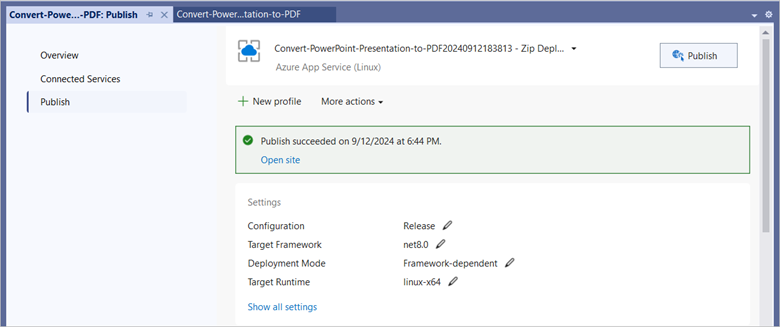 Convert-Powe...-PDF: Publish
Convert-Power...tation-to-PDF
Overview
Connected Services
Publish
Convert-PowerPoint-Presentation-to-PDF20240912183813 - Zip Depl...
Azure App Service (Linux)
Publish
New profile
More actions
Publish succeeded on 9/12/2024 at 6:44 PM.
Open site
Settings
Configuration Release
Target Framework net8.0
Deployment Mode Framework-dependent
Target Runtime linux-x64
Show all settings